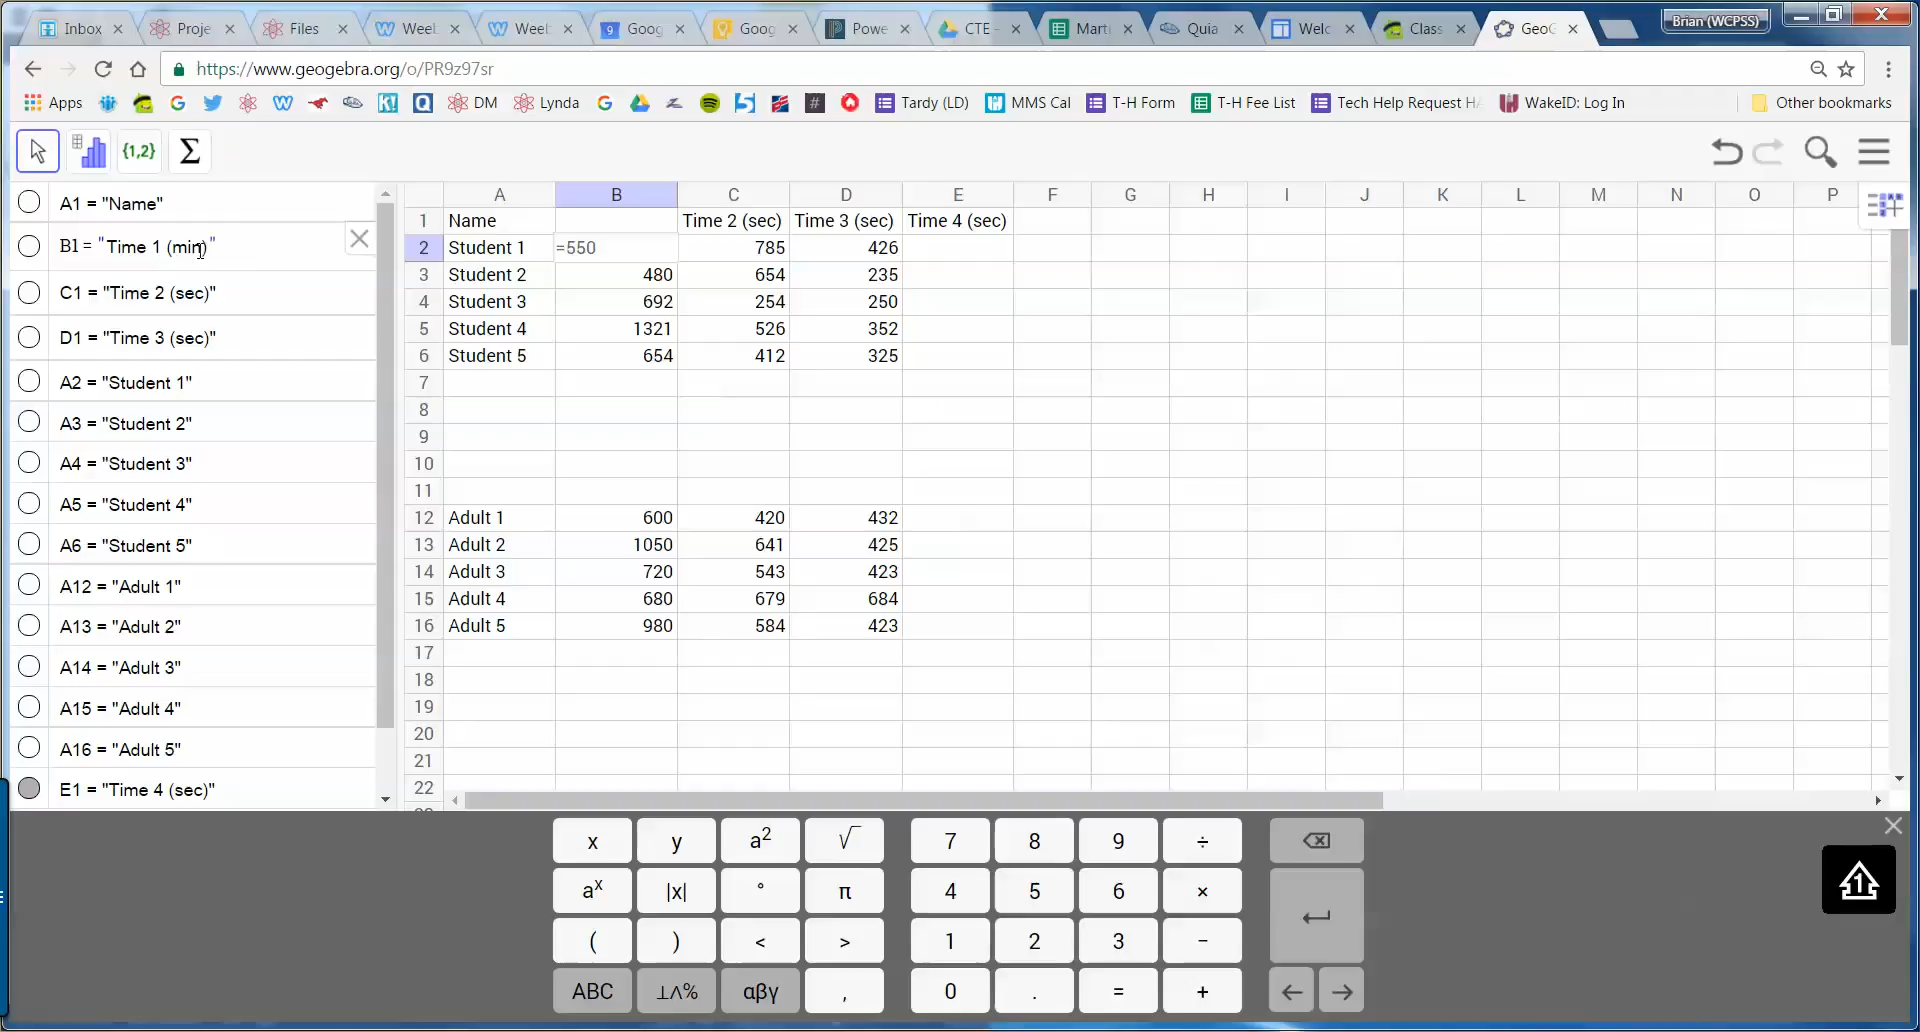 Inbox Proje Files Weel Weel Goog Goog Powe CTE - Marti Quia Welc Class GeoG Brian (WCPSS)
https://www.geogebra.org/o/PR9z97sr
Apps DM Lynda Tardy (LD) MMS Cal T-H Form T-H Fee List Tech Help Request HA WakeID: Log In Other bookmarks
{1,2} Σ
A1 = "Name"
B1 = "Time 1 (min)"
C1 = "Time 2 (sec)"
D1 = "Time 3 (sec)"
A2 = "Student 1"
A3 = "Student 2"
A4 = "Student 3"
A5 = "Student 4"
A6 = "Student 5"
A12 = "Adult 1"
A13 = "Adult 2"
A14 = "Adult 3"
A15 = "Adult 4"
A16 = "Adult 5"
E1 = "Time 4 (sec)"
A B C D E F G H I J K L M N O P
1 Name Time 2 (sec) Time 3 (sec) Time 4 (sec)
2 Student 1 =550 785 426
3 Student 2 480 654 235
4 Student 3 692 254 250
5 Student 4 1321 526 352
6 Student 5 654 412 325
7
8
9
10
11
12 Adult 1 600 420 432
13 Adult 2 1050 641 425
14 Adult 3 720 543 423
15 Adult 4 680 679 684
16 Adult 5 980 584 423
17
18
19
20
21
22
x y a² √ 7 8 9 ÷
aˣ |x| ° π 4 5 6 ×
( ) < > 1 2 3 −
ABC ⊥∧% αβγ , 0 . = +
1